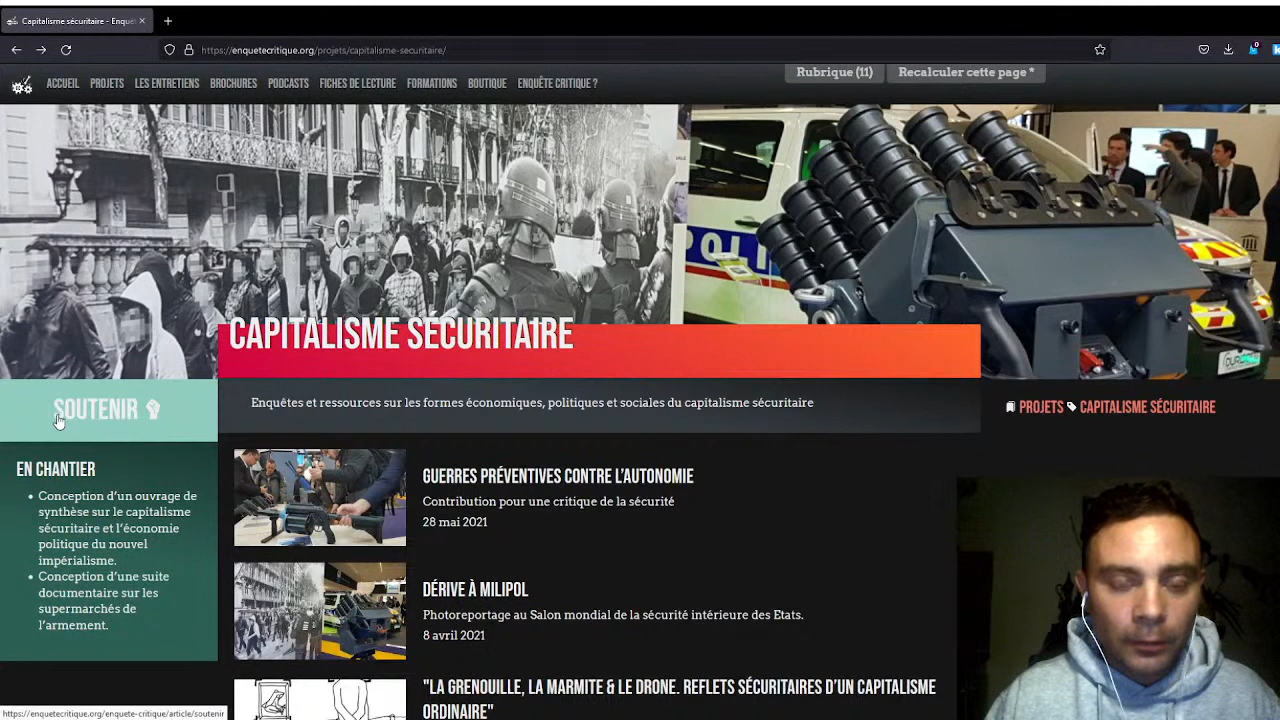 Capitalisme sécuritaire - Enquê
https://enquetecritique.org/projets/capitalisme-securitaire/
ACCUEIL PROJETS LES ENTRETIENS BROCHURES PODCASTS FICHES DE LECTURE FORMATIONS BOUTIQUE ENQUÊTE CRITIQUE ?
Rubrique (11) Recalculer cette page *
POLIC
CAPITALISME SÉCURITAIRE
SOUTENIR
Enquêtes et ressources sur les formes économiques, politiques et sociales du capitalisme sécuritaire
PROJETS CAPITALISME SÉCURITAIRE
EN CHANTIER
• Conception d’un ouvrage de
synthèse sur le capitalisme
sécuritaire et l’économie
politique du nouvel
impérialisme.
• Conception d’une suite
documentaire sur les
supermarchés de
l’armement.
GUERRES PRÉVENTIVES CONTRE L’AUTONOMIE
Contribution pour une critique de la sécurité
28 mai 2021
DÉRIVE À MILIPOL
Photoreportage au Salon mondial de la sécurité intérieure des Etats.
8 avril 2021
"LA GRENOUILLE, LA MARMITE & LE DRONE. REFLETS SÉCURITAIRES D’UN CAPITALISME
ORDINAIRE"
https://enquetecritique.org/enquete-critique/article/soutenir